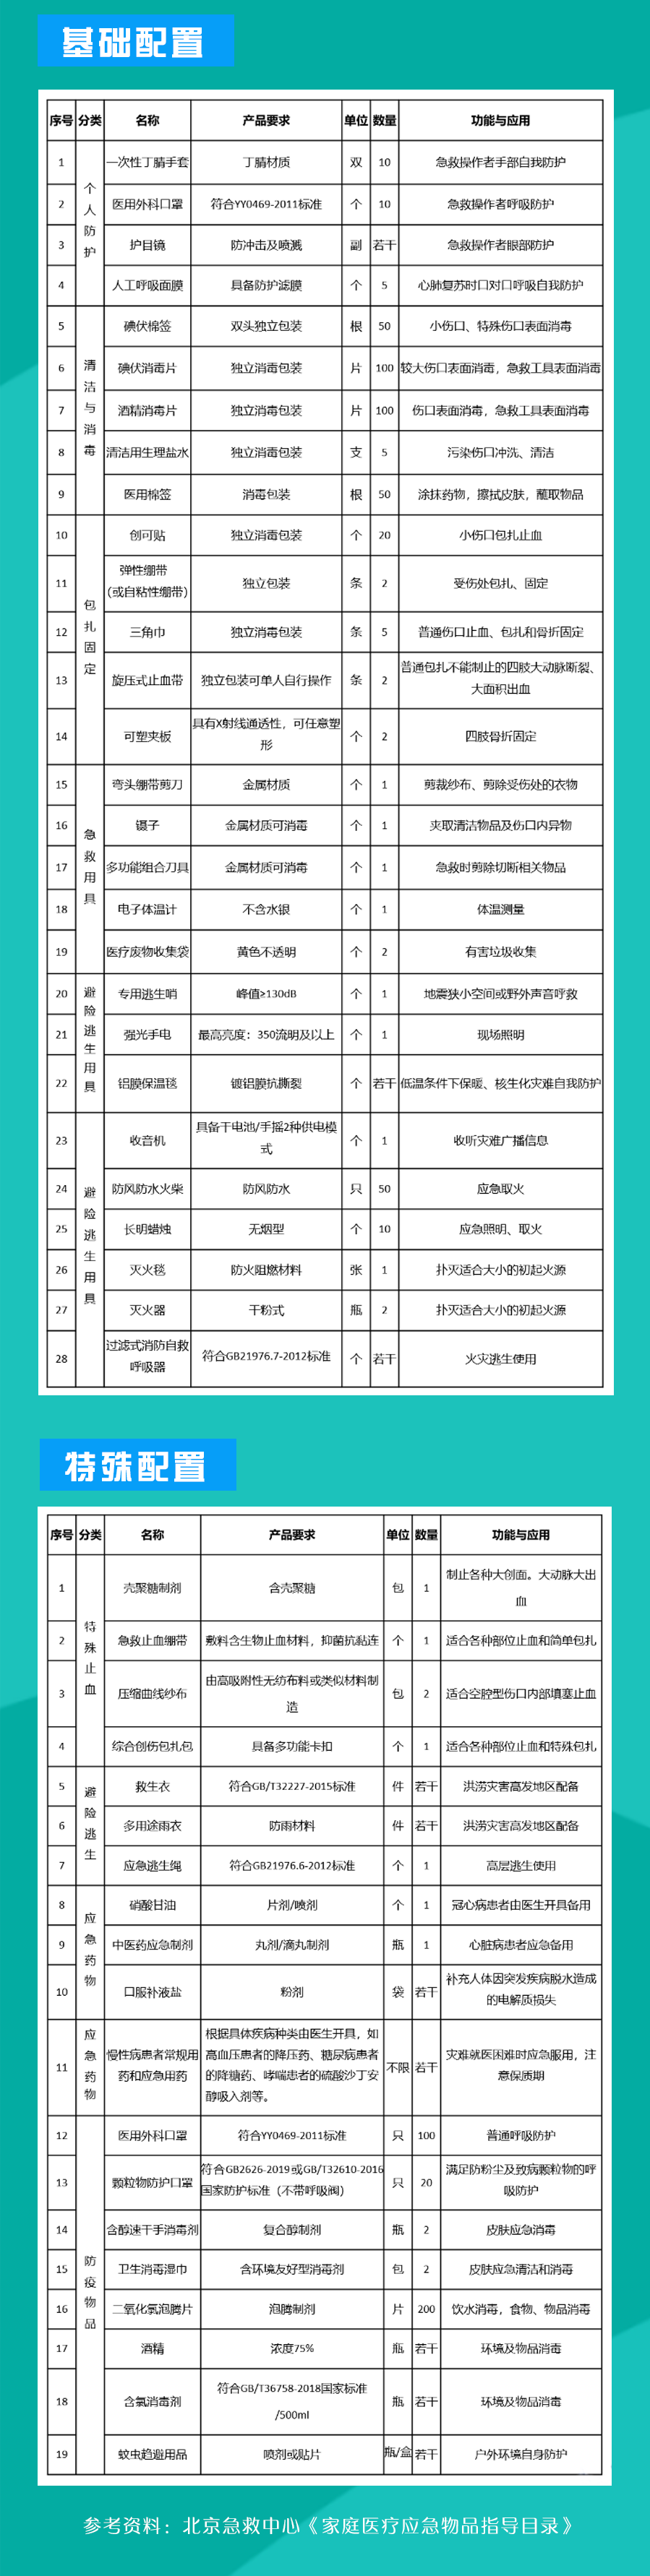 基础配置
序号 分类 名称 产品要求 单位 数量 功能与应用
个人防护
1 一次性丁腈手套 丁腈材质 双 10 急救操作者手部自我防护
2 医用外科口罩 符合YY0469-2011标准 个 10 急救操作者呼吸防护
3 护目镜 防冲击及喷溅 副 若干 急救操作者眼部防护
4 人工呼吸面膜 具备防护滤膜 个 5 心肺复苏时口对口呼吸自我防护
清洁与消毒
5 碘伏棉签 双头独立包装 根 50 小伤口、特殊伤口表面消毒
6 碘伏消毒片 独立消毒包装 片 100 较大伤口表面消毒，急救工具表面消毒
7 酒精消毒片 独立消毒包装 片 100 伤口表面消毒，急救工具表面消毒
8 清洁用生理盐水 独立消毒包装 支 5 污染伤口冲洗、清洁
9 医用棉签 消毒包装 根 50 涂抹药物，擦拭皮肤，蘸取物品
包扎固定
10 创可贴 独立消毒包装 个 20 小伤口包扎止血
11 弹性绷带
(或自粘性绷带) 独立包装 条 2 受伤处包扎、固定
12 三角巾 独立消毒包装 条 5 普通伤口止血、包扎和骨折固定
13 旋压式止血带 独立包装可单人自行操作 条 2 普通包扎不能制止的四肢大动脉断裂、
大面积出血
14 可塑夹板 具有X射线通透性，可任意塑
形 个 2 四肢骨折固定
急救用具
15 弯头绷带剪刀 金属材质 个 1 剪裁纱布、剪除受伤处的衣物
16 镊子 金属材质可消毒 个 1 夹取清洁物品及伤口内异物
17 多功能组合刀具 金属材质可消毒 个 1 急救时剪除切断相关物品
18 电子体温计 不含水银 个 1 体温测量
19 医疗废物收集袋 黄色不透明 个 2 有害垃圾收集
避险逃生用具
20 专用逃生哨 峰值≥130dB 个 1 地震狭小空间或野外声音呼救
21 强光手电 最高亮度：350流明及以上 个 1 现场照明
22 铝膜保温毯 镀铝膜抗撕裂 个 若干 低温条件下保暖、核生化灾难自我防护
避险逃生用具
23 收音机 具备干电池/手摇2种供电模
式 个 1 收听灾难广播信息
24 防风防水火柴 防风防水 只 50 应急取火
25 长明蜡烛 无烟型 个 10 应急照明、取火
26 灭火毯 防火阻燃材料 张 1 扑灭适合大小的初起火源
27 灭火器 干粉式 瓶 2 扑灭适合大小的初起火源
28 过滤式消防自救
呼吸器 符合GB21976.7-2012标准 个 若干 火灾逃生使用
特殊配置
序号 分类 名称 产品要求 单位 数量 功能与应用
特殊止血
1 壳聚糖制剂 含壳聚糖 包 1 制止各种大创面。大动脉大出
血
2 急救止血绷带 敷料含生物止血材料，抑菌抗黏连 个 1 适合各种部位止血和简单包扎
3 压缩曲线纱布 由高吸附性无纺布料或类似材料制
造 包 2 适合空腔型伤口内部填塞止血
4 综合创伤包扎包 具备多功能卡扣 个 1 适合各种部位止血和特殊包扎
避险逃生
5 救生衣 符合GB/T32227-2015标准 件 若干 洪涝灾害高发地区配备
6 多用途雨衣 防雨材料 件 若干 洪涝灾害高发地区配备
7 应急逃生绳 符合GB21976.6-2012标准 个 1 高层逃生使用
应急药物
8 硝酸甘油 片剂/喷剂 个 1 冠心病患者由医生开具备用
9 中医药应急制剂 丸剂/滴丸制剂 瓶 1 心脏病患者应急备用
10 口服补液盐 粉剂 袋 若干 补充人体因突发疾病脱水造成
的电解质损失
应急药物
11 慢性病患者常规用
药和应急用药 根据具体疾病种类由医生开具，如
高血压患者的降压药、糖尿病患者
的降糖药、哮喘患者的硫酸沙丁安
醇吸入剂等。 不限 若干 灾难就医困难时应急服用，注
意保质期
防疫物品
12 医用外科口罩 符合YY0469-2011标准 只 100 普通呼吸防护
13 颗粒物防护口罩 符合GB2626-2019或GB/T32610-2016
国家防护标准（不带呼吸阀） 只 20 满足防粉尘及致病颗粒物的呼
吸防护
14 含醇速干手消毒剂 复合醇制剂 瓶 2 皮肤应急消毒
15 卫生消毒湿巾 含环境友好型消毒剂 包 2 皮肤应急清洁和消毒
16 二氧化氯泡腾片 泡腾制剂 片 200 饮水消毒，食物、物品消毒
17 酒精 浓度75% 瓶 若干 环境及物品消毒
18 含氯消毒剂 符合GB/T36758-2018国家标准
/500ml 瓶 若干 环境及物品消毒
19 蚊虫趋避用品 喷剂或贴片 瓶/盒 若干 户外环境自身防护
参考资料：北京急救中心《家庭医疗应急物品指导目录》